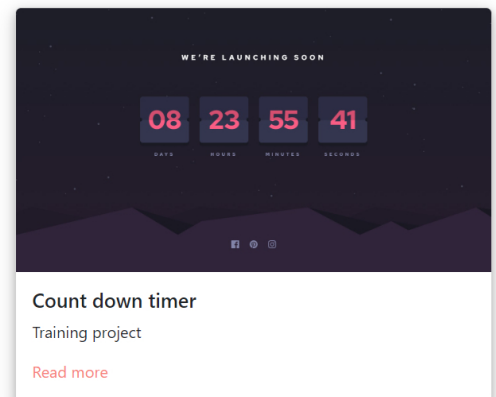 WE'RE LAUNCHING SOON
08 23 55 41
DAYS HOURS MINUTES SECONDS
Count down timer
Training project
Read more